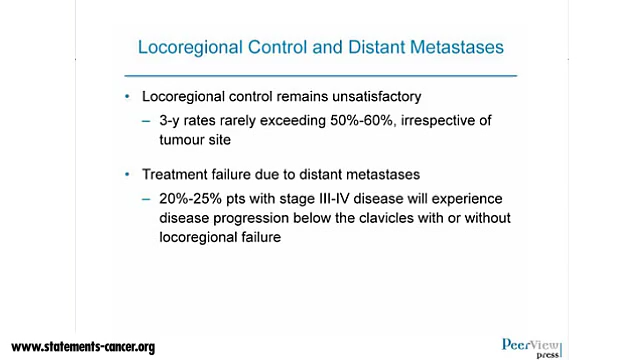 Locoregional Control and Distant Metastases
• Locoregional control remains unsatisfactory
– 3-y rates rarely exceeding 50%-60%, irrespective of
tumour site
• Treatment failure due to distant metastases
– 20%-25% pts with stage III-IV disease will experience
disease progression below the clavicles with or without
locoregional failure
www.statements-cancer.org
PeerView
press